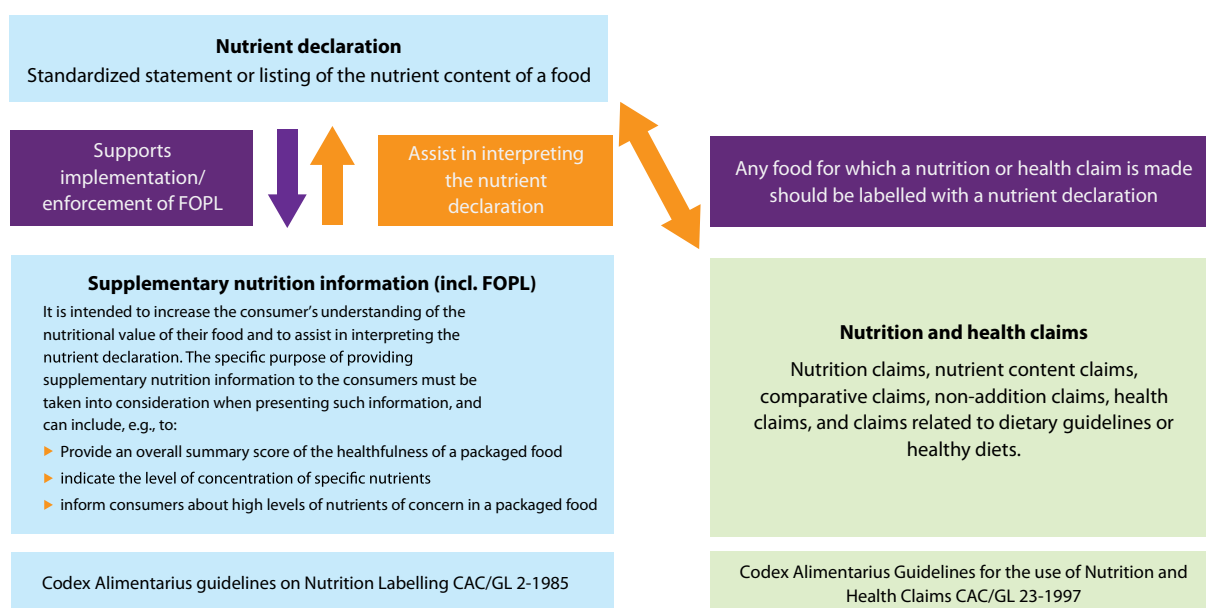 Nutrient declaration
Standardized statement or listing of the nutrient content of a food
Supports
implementation/
enforcement of FOPL
Assist in interpreting
the nutrient
declaration
Any food for which a nutrition or health claim is made
should be labelled with a nutrient declaration
Supplementary nutrition information (incl. FOPL)
It is intended to increase the consumer's understanding of the
nutritional value of their food and to assist in interpreting the
nutrient declaration. The specific purpose of providing
supplementary nutrition information to the consumers must be
taken into consideration when presenting such information, and
can include, e.g., to:
Provide an overall summary score of the healthfulness of a packaged food
indicate the level of concentration of specific nutrients
inform consumers about high levels of nutrients of concern in a packaged food
Nutrition and health claims
Nutrition claims, nutrient content claims,
comparative claims, non-addition claims, health
claims, and claims related to dietary guidelines or
healthy diets.
Codex Alimentarius guidelines on Nutrition Labelling CAC/GL 2-1985
Codex Alimentarius Guidelines for the use of Nutrition and
Health Claims CAC/GL 23-1997